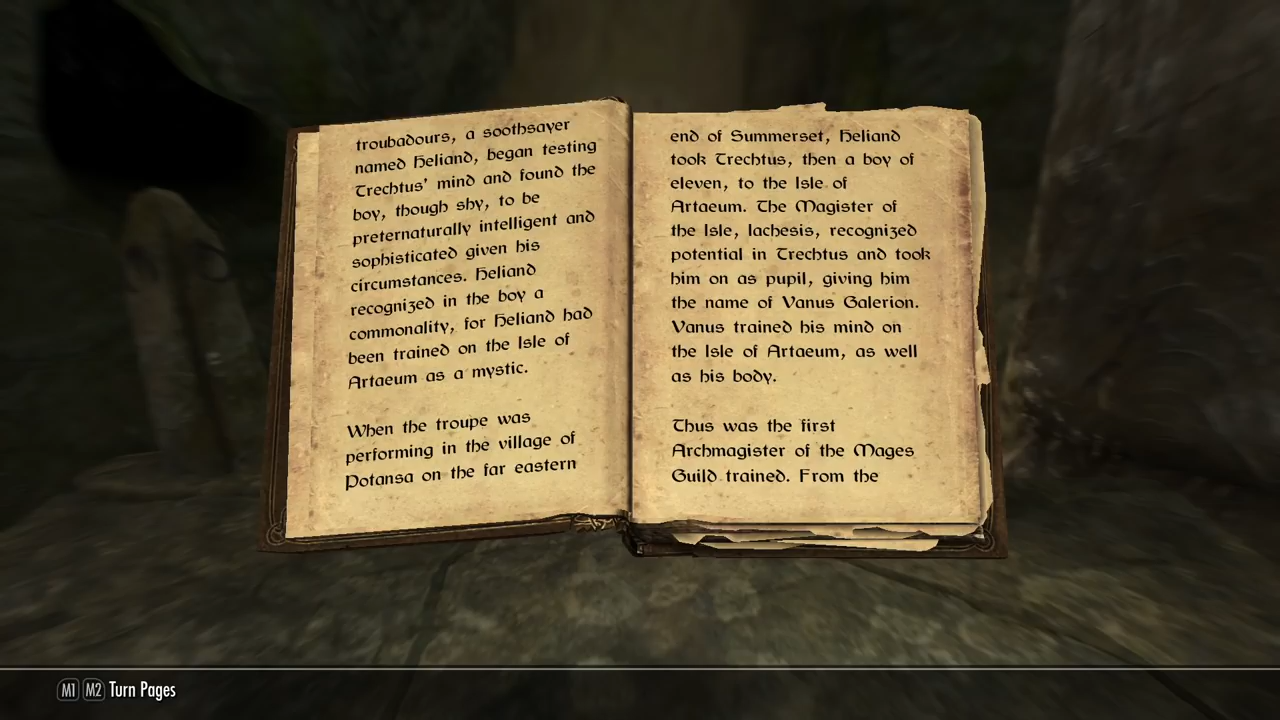 troubadours, a soothsayer
named Heliand, began testing
Trechtus' mind and found the
boy, though shy, to be
preternaturally intelligent and
sophisticated given his
circumstances. Heliand
recognized in the boy a
commonality, for Heliand had
been trained on the Isle of
Artaeum as a mystic.
When the troupe was
performing in the village of
Potansa on the far eastern
end of Summerset, Heliand
took Trechtus, then a boy of
eleven, to the Isle of
Artaeum. The Magister of
the Isle, lachesis, recognized
potential in Trechtus and took
him on as pupil, giving him
the name of Vanus Galerion.
Vanus trained his mind on
the Isle of Artaeum, as well
as his body.
Thus was the first
Archmagister of the Mages
Guild trained. From the
M1 M2 Turn Pages